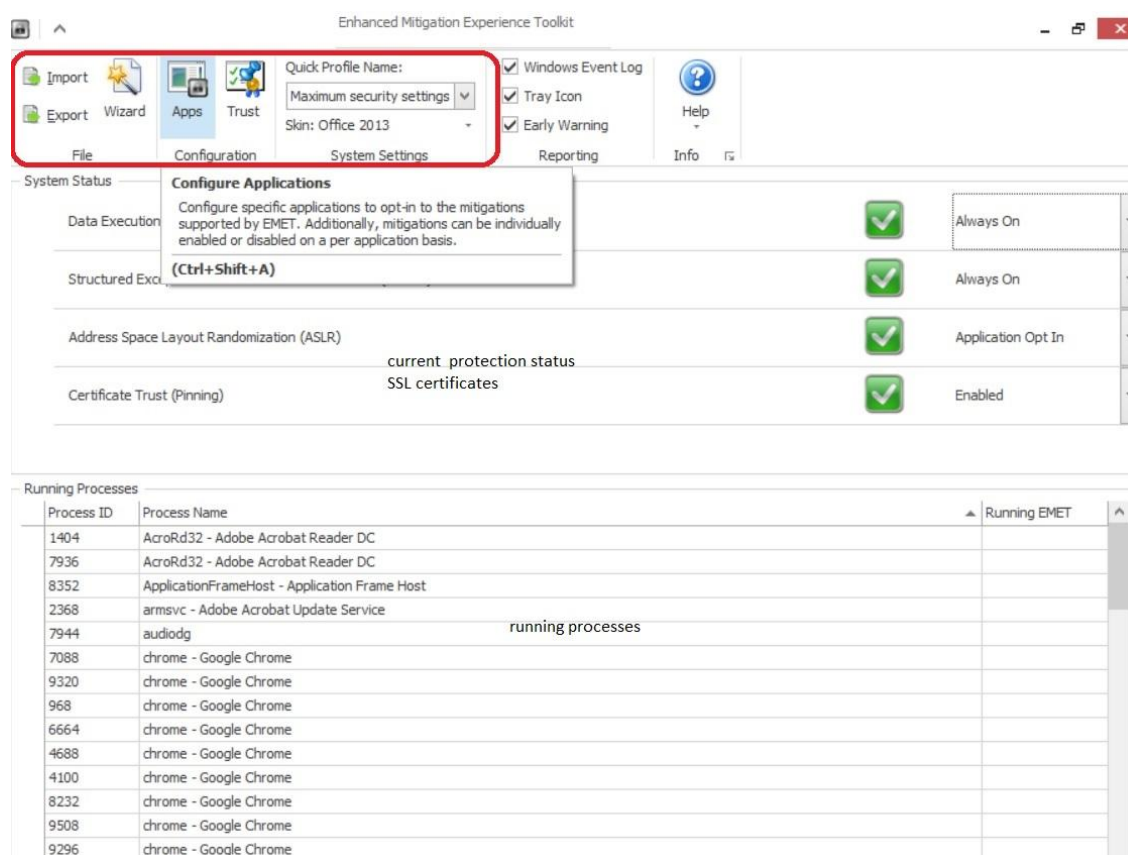 Enhanced Mitigation Experience Toolkit
Import
Export
Wizard
File
Apps
Trust
Configuration
Quick Profile Name:
Maximum security settings
Skin: Office 2013
System Settings
Windows Event Log
Tray Icon
Early Warning
Reporting
Help
Info
System Status
Configure Applications
Configure specific applications to opt-in to the mitigations
supported by EMET. Additionally, mitigations can be individually
enabled or disabled on a per application basis.
(Ctrl+Shift+A)
Data Execution
Always On
Structured
Always On
Address Space Layout Randomization (ASLR)
Application Opt In
current protection status
SSL certificates
Certificate Trust (Pinning)
Enabled
Running Processes
Process ID Process Name Running EMET
1404 AcroRd32 - Adobe Acrobat Reader DC
7936 AcroRd32 - Adobe Acrobat Reader DC
8352 ApplicationFrameHost - Application Frame Host
2368 armsvc - Adobe Acrobat Update Service
7944 audiodg
running processes
7088 chrome - Google Chrome
9320 chrome - Google Chrome
968 chrome - Google Chrome
6664 chrome - Google Chrome
4688 chrome - Google Chrome
4100 chrome - Google Chrome
8232 chrome - Google Chrome
9508 chrome - Google Chrome
9296 chrome - Google Chrome